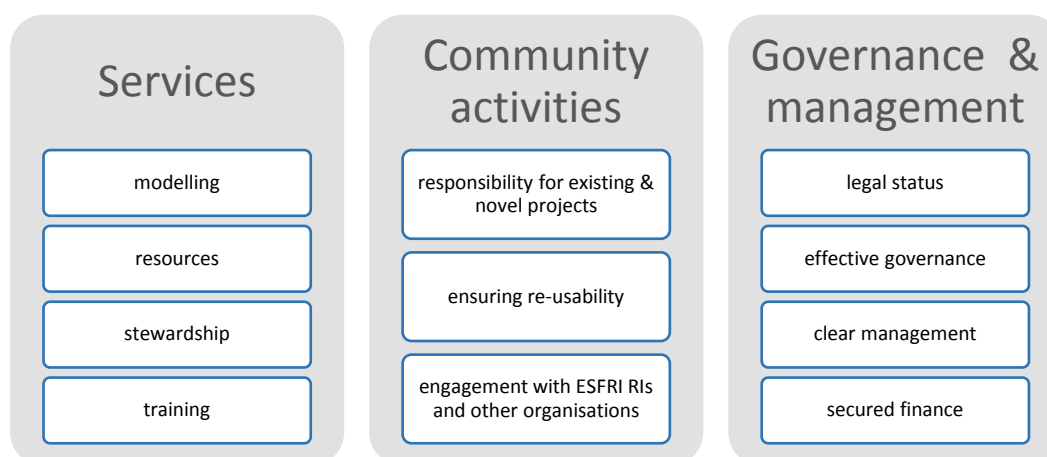 Services
modelling
resources
stewardship
training
Community
activities
responsibility for existing &
novel projects
ensuring re-usability
engagement with ESFRI RIs
and other organisations
Governance &
management
legal status
effective governance
clear management
secured finance